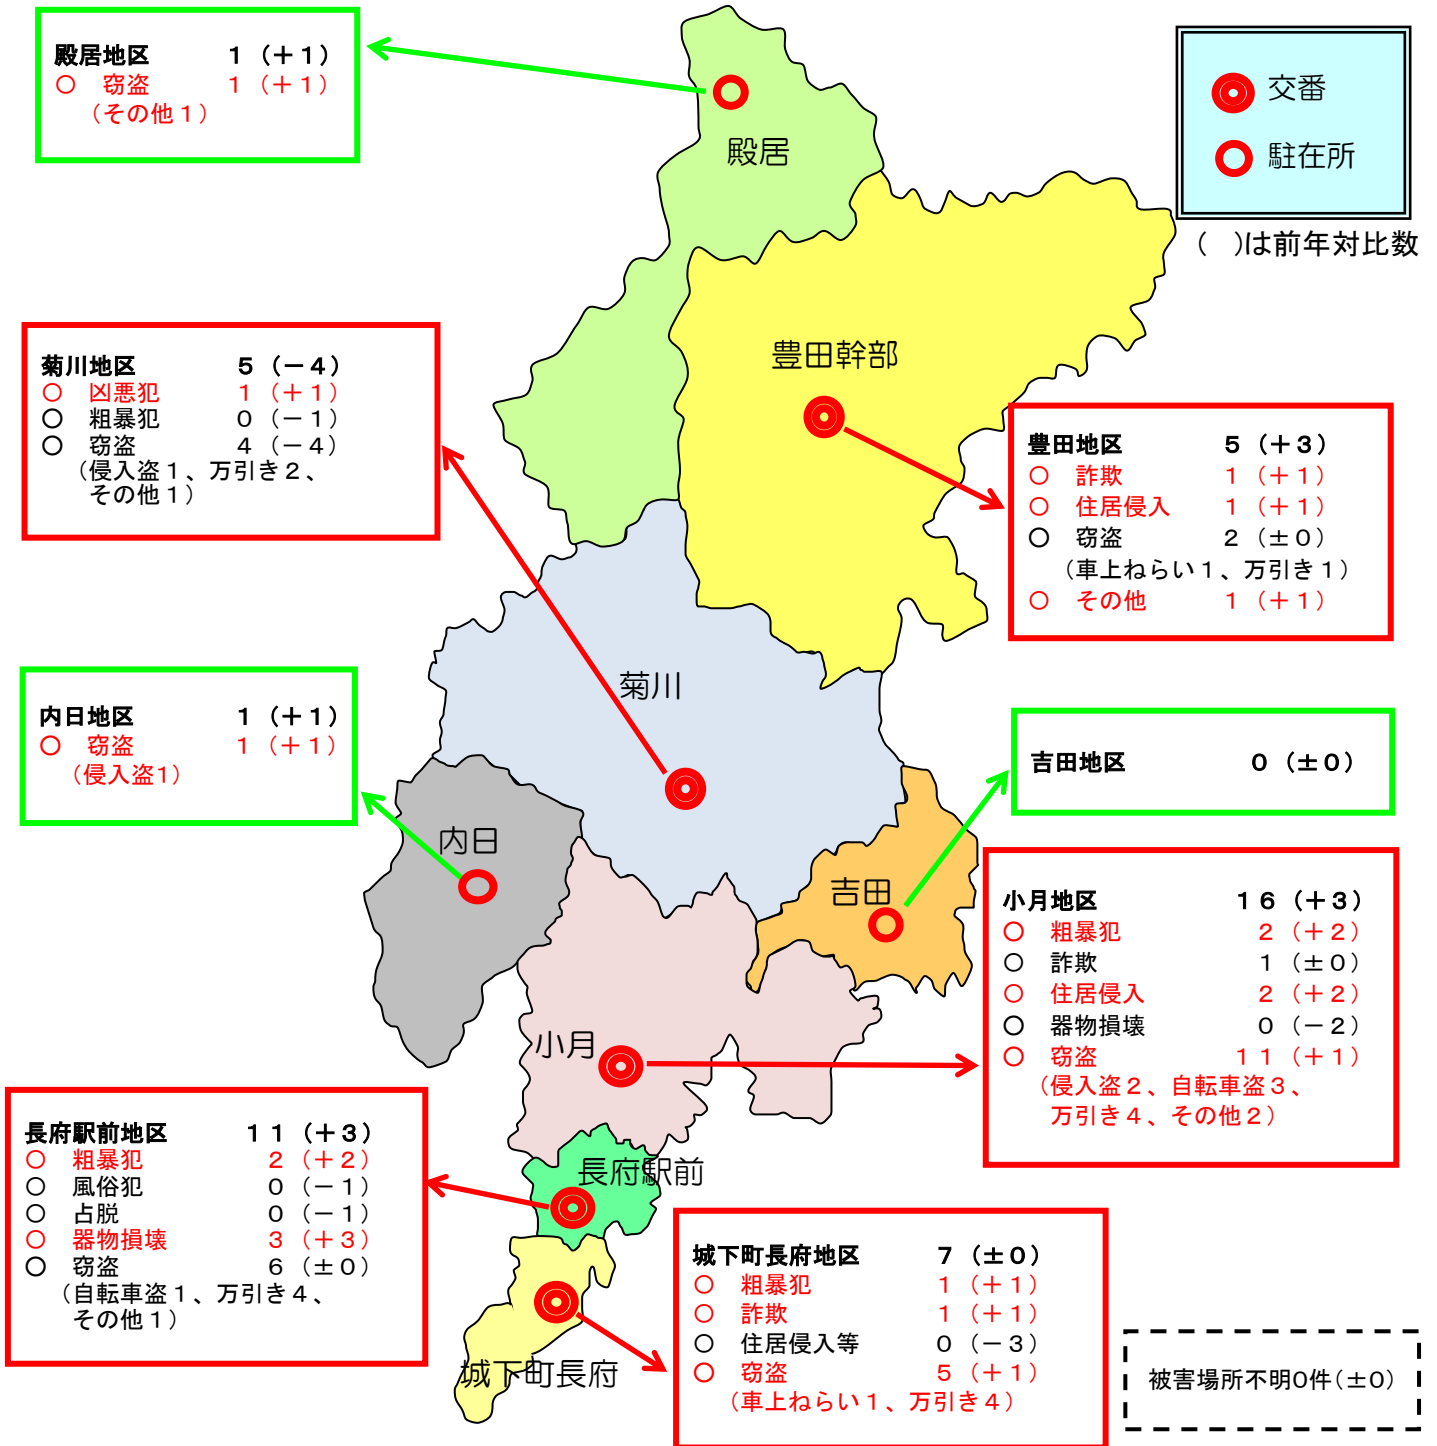 殿居地区 1（＋1）
○ 窃盗 1（＋1）
（その他１）
交番
駐在所
（ ）は前年対比数
殿居
豊田幹部
菊川地区 5（－4）
○ 凶悪犯 1（＋1）
○ 粗暴犯 0（－1）
○ 窃盗 4（－4）
（侵入盗１、万引き２、
その他１）
豊田地区 5（＋3）
○ 詐欺 1（＋1）
○ 住居侵入 1（＋1）
○ 窃盗 2（±0）
（車上ねらい１、万引き１）
○ その他 1（＋1）
菊川
内日地区 1（＋1）
○ 窃盗 1（＋1）
（侵入盗1）
吉田地区 0（±0）
内日
吉田
小月地区 16（＋3）
○ 粗暴犯 2（＋2）
○ 詐欺 1（±0）
○ 住居侵入 2（＋2）
○ 器物損壊 0（－2）
○ 窃盗 11（＋1）
（侵入盗２、自転車盗３、
万引き４、その他２）
小月
長府駅前地区 11（＋3）
○ 粗暴犯 2（＋2）
○ 風俗犯 0（－1）
○ 占脱 0（－1）
○ 器物損壊 3（＋3）
○ 窃盗 6（±0）
（自転車盗１、万引き４、
その他１）
長府駅前
城下町長府地区 7（±0）
○ 粗暴犯 1（＋1）
○ 詐欺 1（＋1）
○ 住居侵入等 0（－3）
○ 窃盗 5（＋1）
（車上ねらい１、万引き４）
城下町長府
被害場所不明0件（±0）